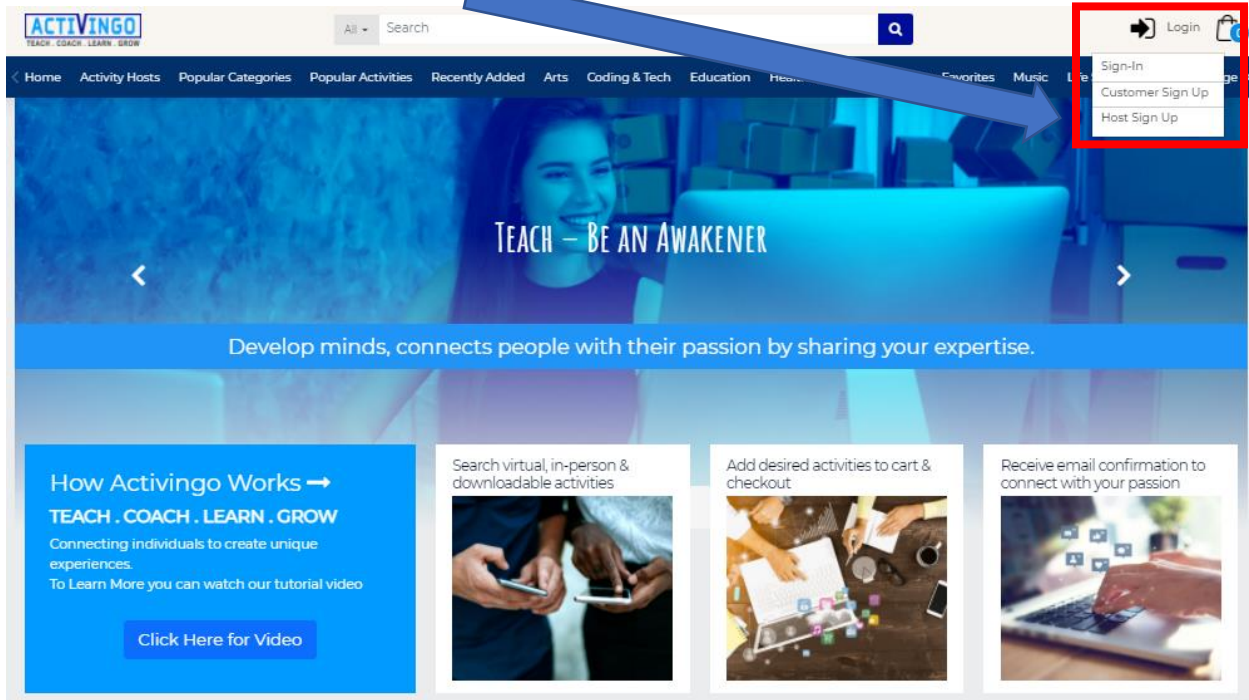 ACTIVINGO
TEACH . COACH . LEARN . GROW
All Search
Login
Home Activity Hosts Popular Categories Popular Activities Recently Added Arts Coding & Tech Education Favorites Music
Sign-In
Customer Sign Up
Host Sign Up
TEACH – BE AN AWAKENER
Develop minds, connects people with their passion by sharing your expertise.
How Activingo Works →
TEACH . COACH . LEARN . GROW
Connecting individuals to create unique
experiences.
To Learn More you can watch our tutorial video
Click Here for Video
Search virtual, in-person &
downloadable activities
Add desired activities to cart &
checkout
Receive email confirmation to
connect with your passion